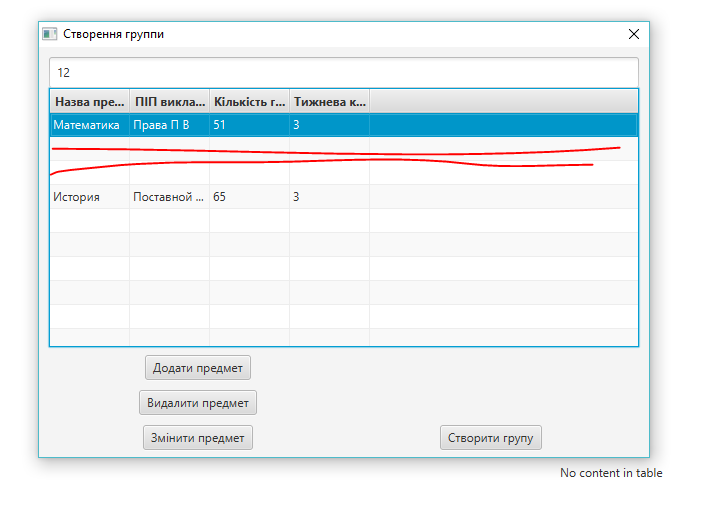 Створення группи
12
Назва пре... ПІП викла... Кількість г... Тижнева к...
Математика Права П В 51 3
История Поставной ... 65 3
Додати предмет
Видалити предмет
Змінити предмет Створити групу
No content in table